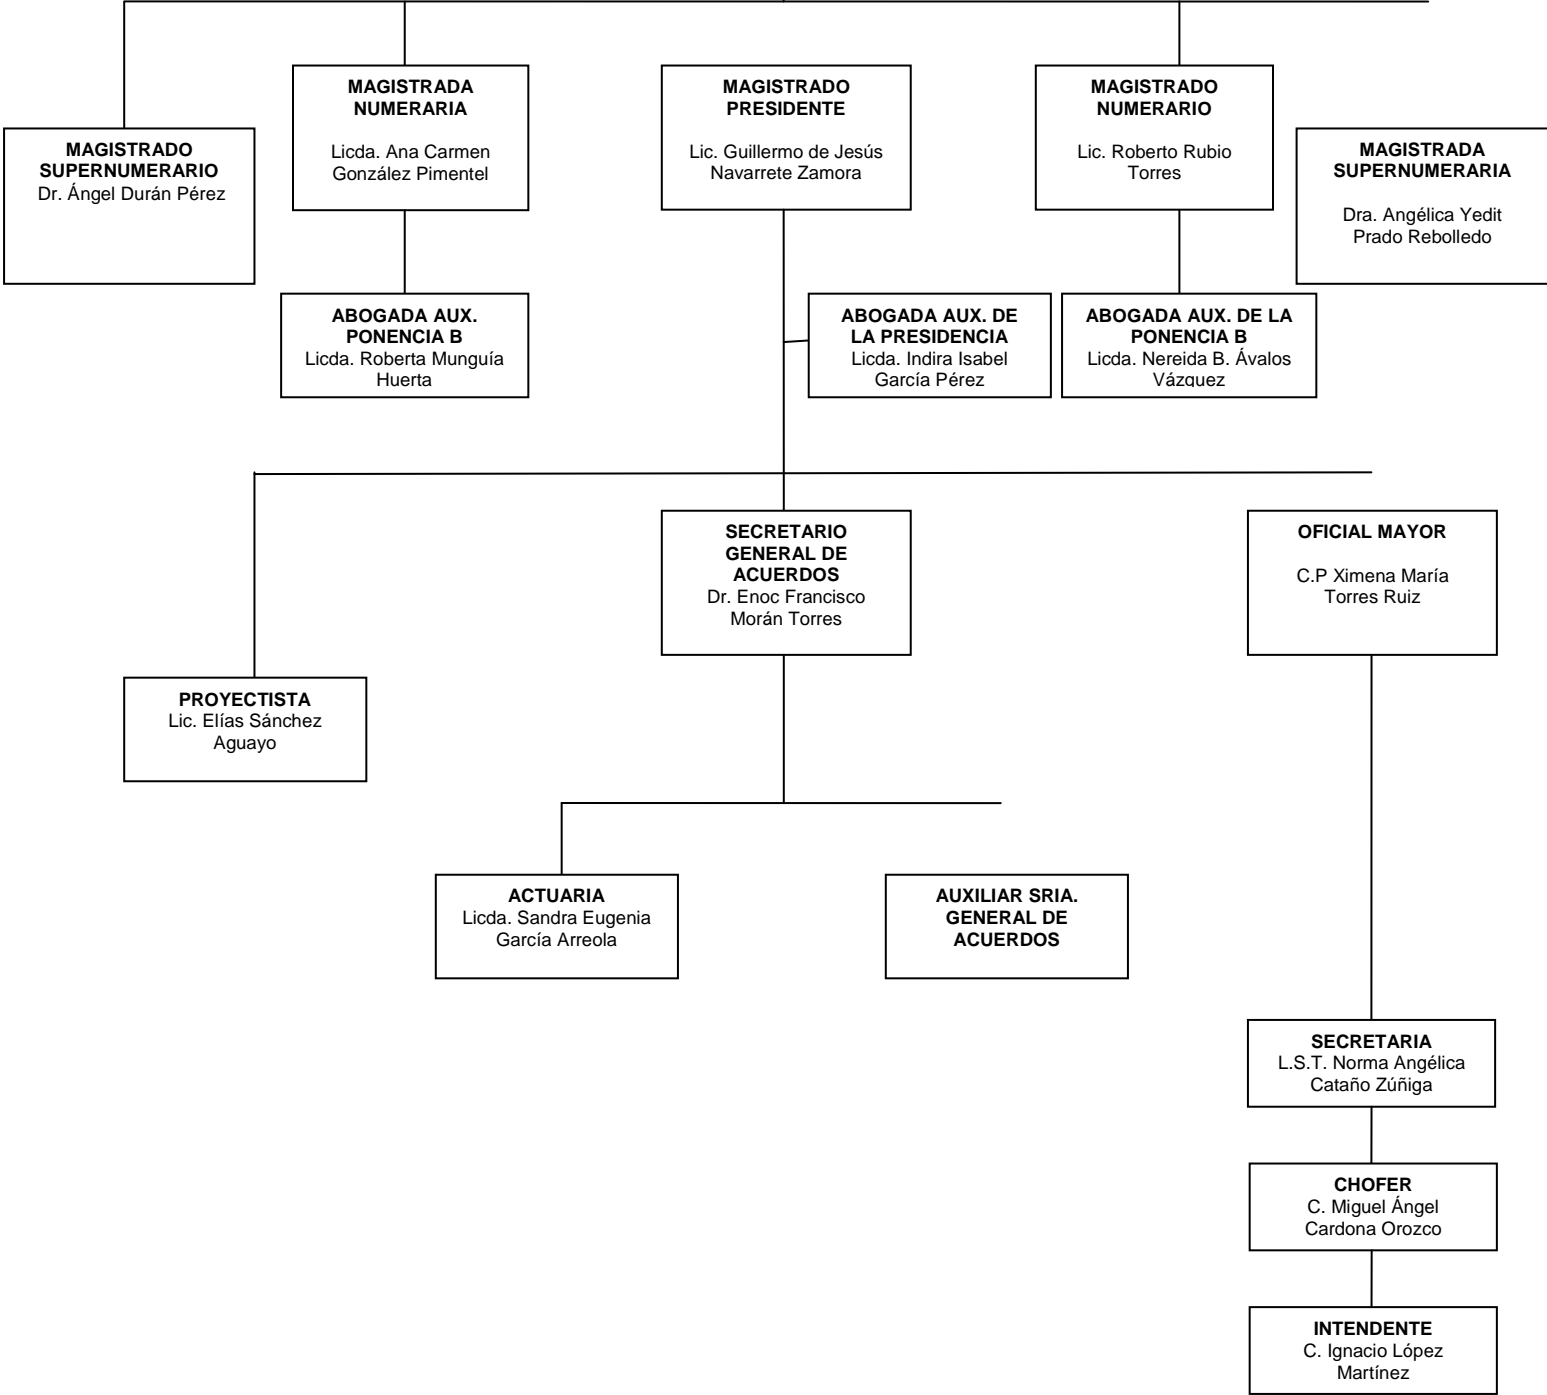 MAGISTRADO
SUPERNUMERARIO
Dr. Ángel Durán Pérez
MAGISTRADA
NUMERARIA
Licda. Ana Carmen
González Pimentel
MAGISTRADO
PRESIDENTE
Lic. Guillermo de Jesús
Navarrete Zamora
MAGISTRADO
NUMERARIO
Lic. Roberto Rubio
Torres
MAGISTRADA
SUPERNUMERARIA
Dra. Angélica Yedit
Prado Rebolledo
ABOGADA AUX.
PONENCIA B
Licda. Roberta Munguía
Huerta
ABOGADA AUX. DE
LA PRESIDENCIA
Licda. Indira Isabel
García Pérez
ABOGADA AUX. DE LA
PONENCIA B
Licda. Nereida B. Ávalos
Vázquez
SECRETARIO
GENERAL DE
ACUERDOS
Dr. Enoc Francisco
Morán Torres
OFICIAL MAYOR
C.P Ximena María
Torres Ruiz
PROYECTISTA
Lic. Elías Sánchez
Aguayo
ACTUARIA
Licda. Sandra Eugenia
García Arreola
AUXILIAR SRIA.
GENERAL DE
ACUERDOS
SECRETARIA
L.S.T. Norma Angélica
Cataño Zúñiga
CHOFER
C. Miguel Ángel
Cardona Orozco
INTENDENTE
C. Ignacio López
Martínez